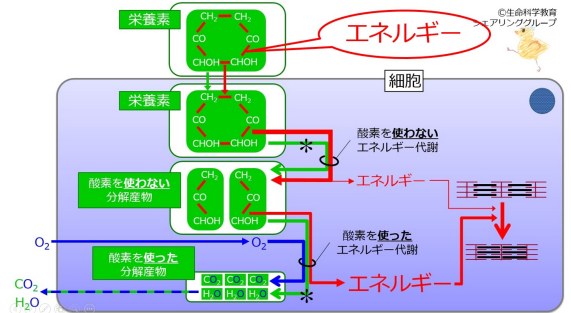 ©生命科学教育
シェアリンググループ
栄養素
CH₂ CH₂
CO CO
CHOH CHOH
エネルギー
細胞
栄養素
CH₂ CH₂
CO CO
CHOH CHOH
*
酸素を使わない
エネルギー代謝
酸素を使わない
分解産物
CH₂ CH₂
CO CO
CHOH CHOH
エネルギー
O₂
O₂
酸素を使った
エネルギー代謝
酸素を使った
分解産物
CO₂ CO₂ CO₂
H₂O H₂O H₂O
*
エネルギー
CO₂
H₂O